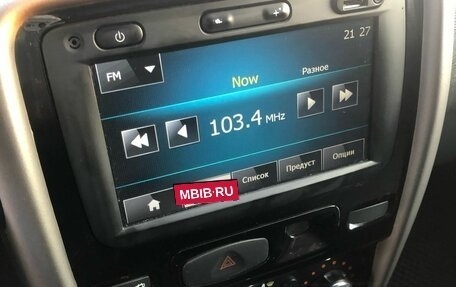 21 27
FM
Now
Разное
103.4 MHz
Список
Предуст
Опции
MBIB.RU